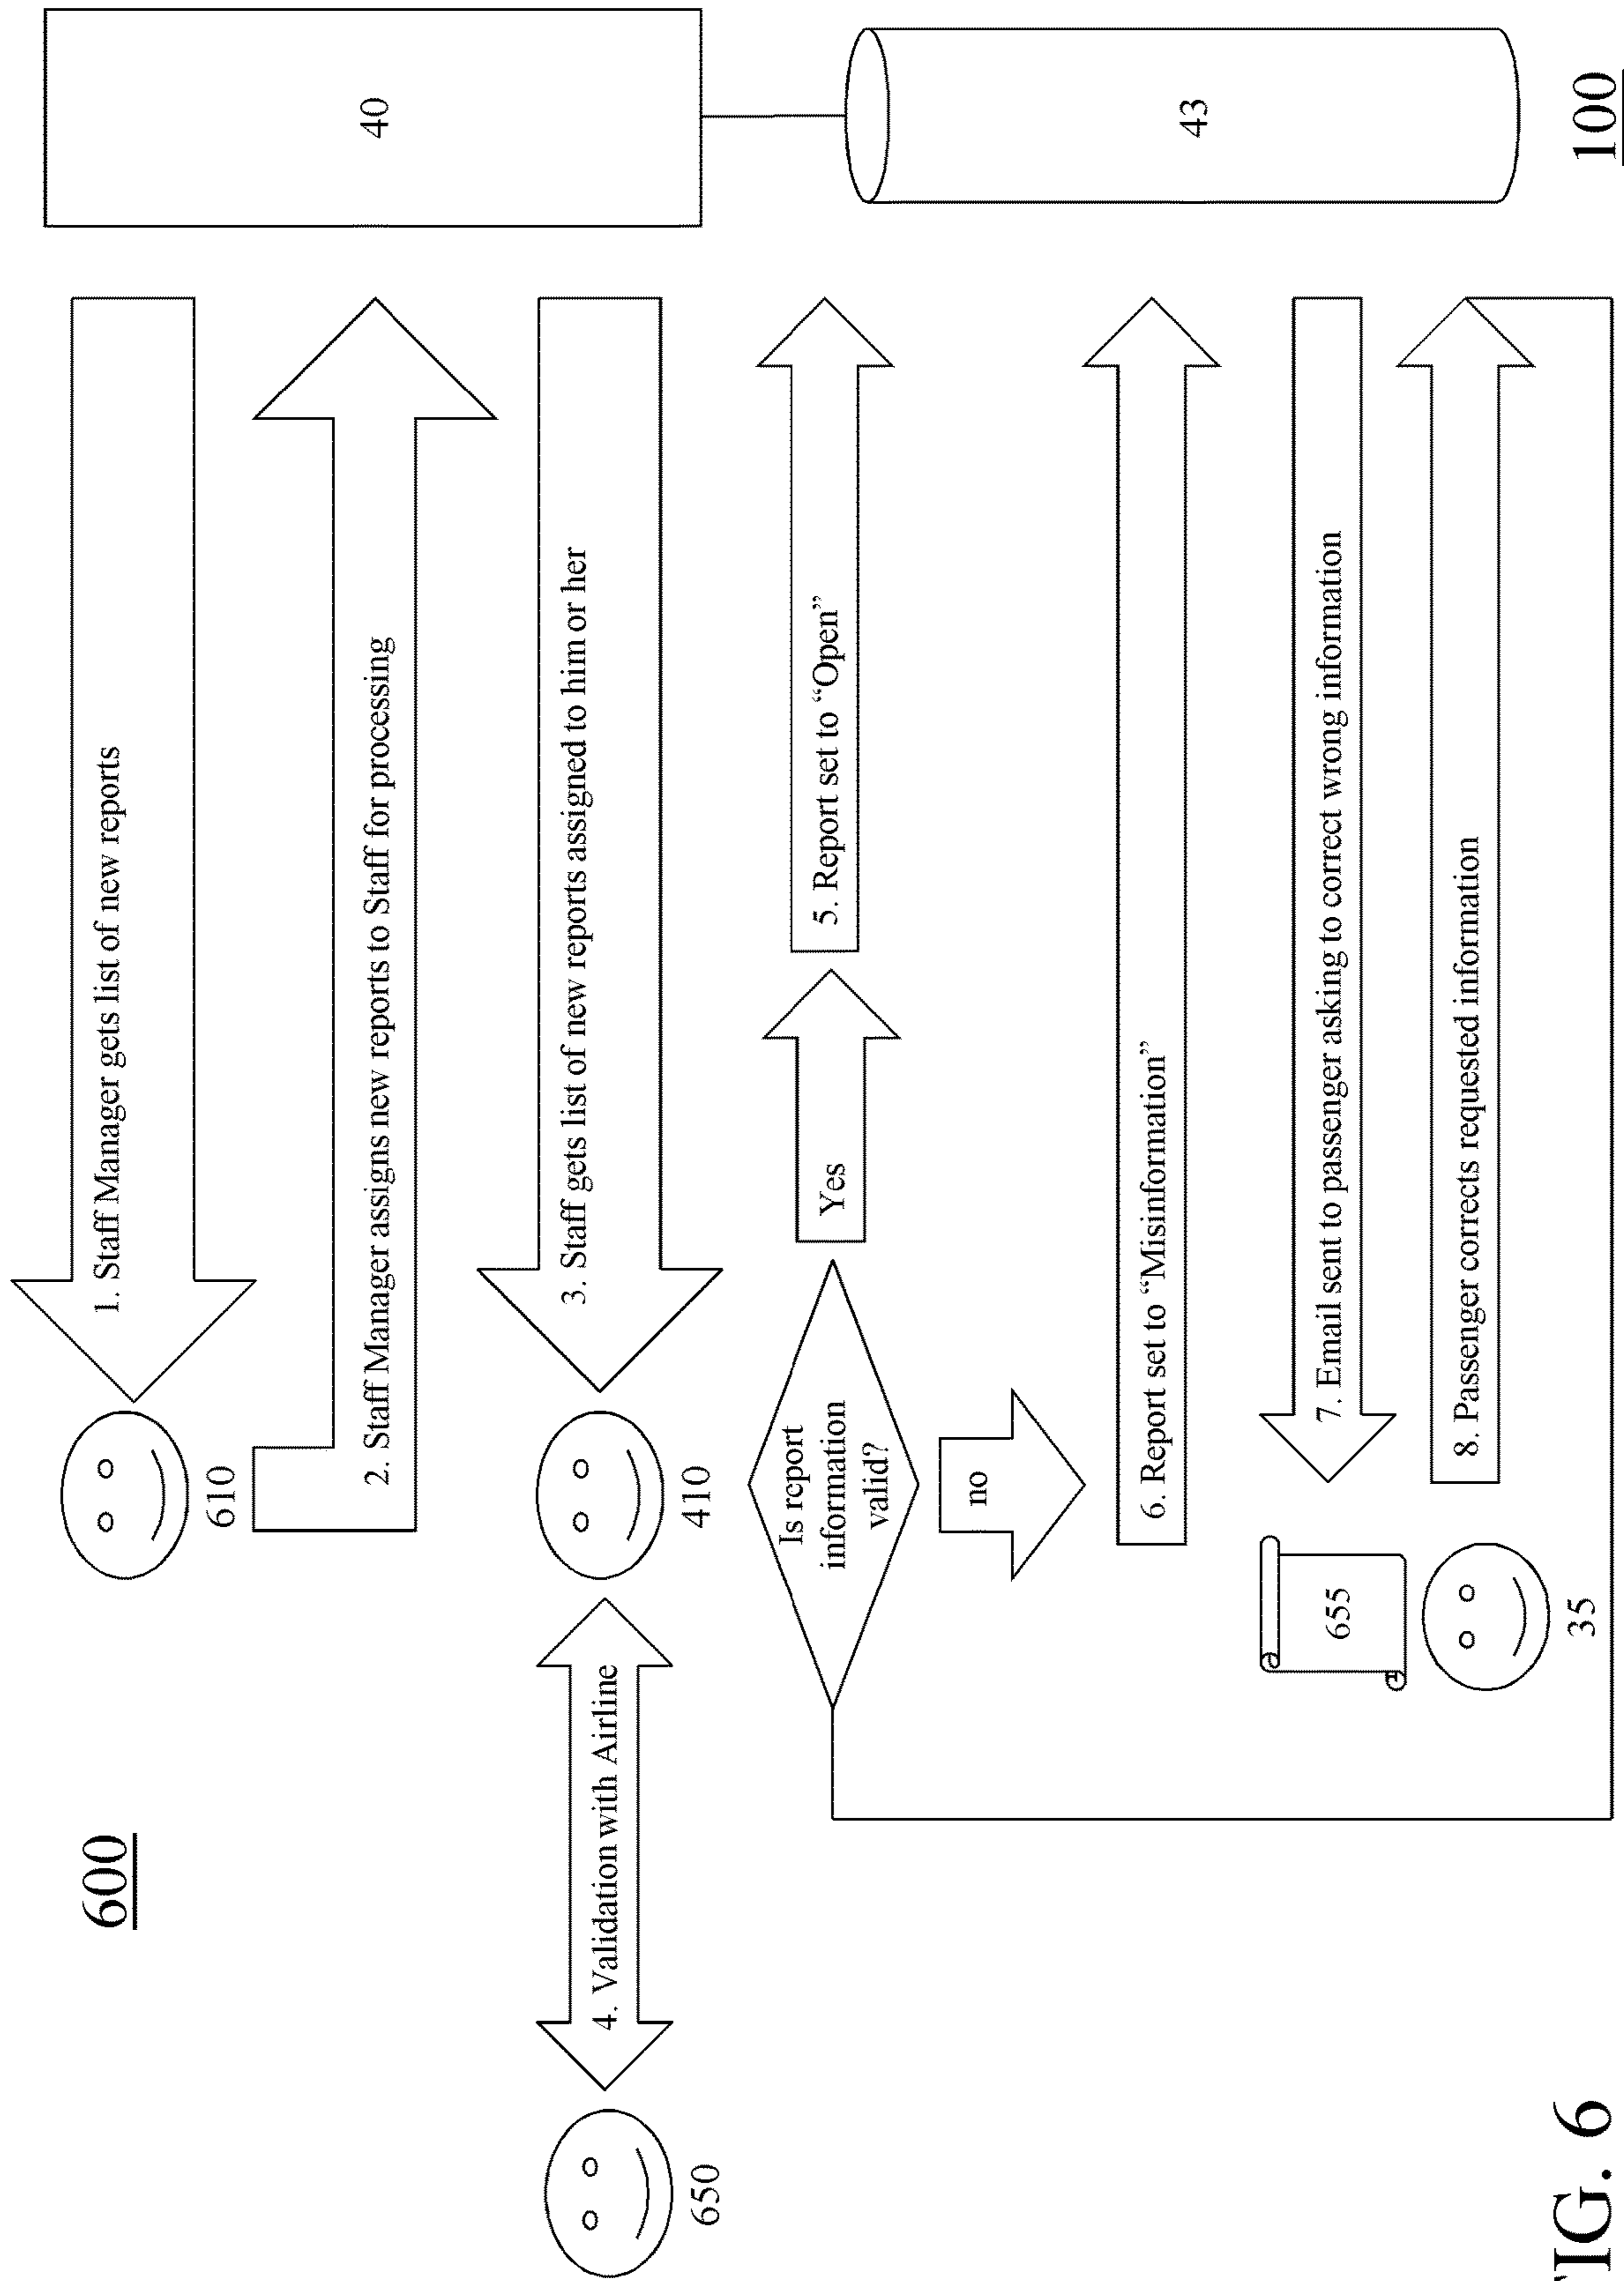 600
1. Staff Manager gets list of new reports
610
2. Staff Manager assigns new reports to Staff for processing
40
3. Staff gets list of new reports assigned to him or her
4. Validation with Airline
650
410
Is report
information
valid?
Yes
5. Report set to “Open”
no
6. Report set to “Misinformation”
43
7. Email sent to passenger asking to correct wrong information
655
8. Passenger corrects requested information
35
100
FIG. 6